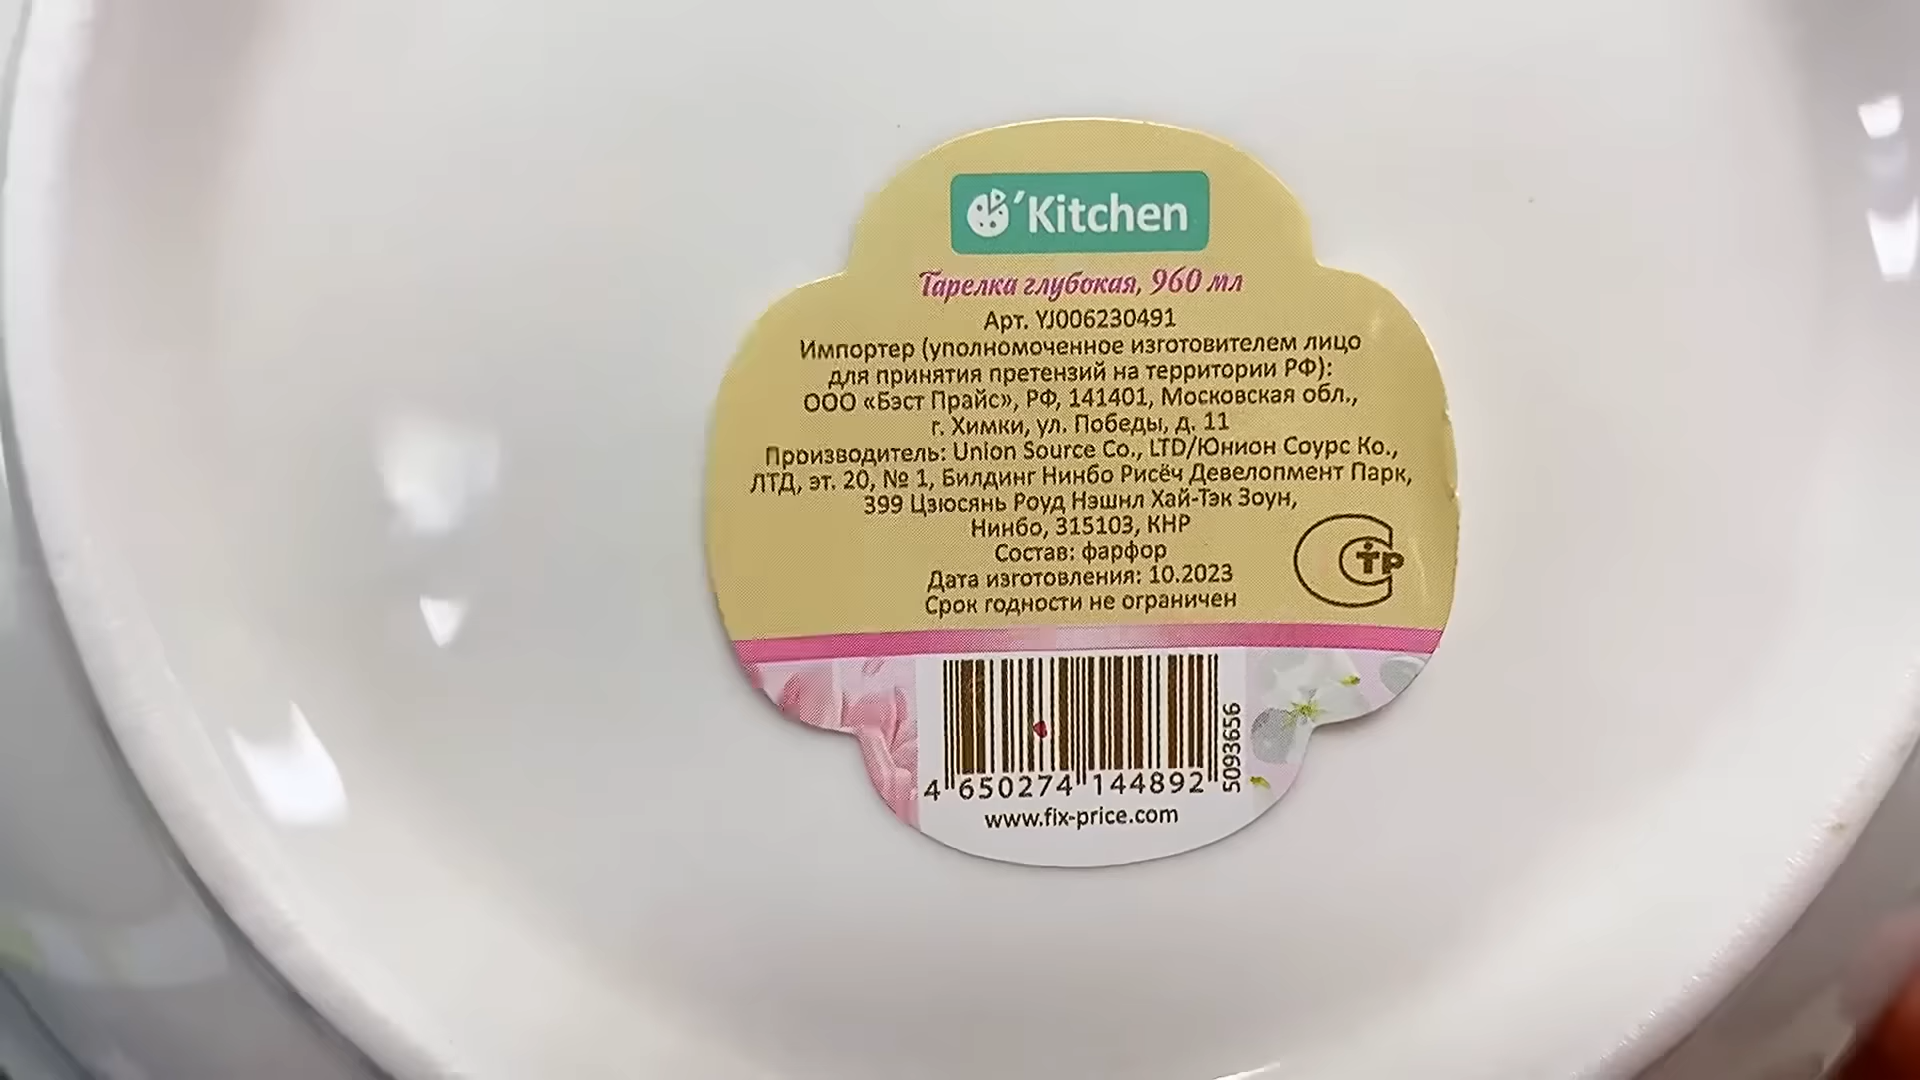 'Kitchen
Тарелка глубокая, 960 мл
Арт. YJ006230491
Импортер (уполномоченное изготовителем лицо
для принятия претензий на территории РФ):
ООО «Бэст Прайс», РФ, 141401, Московская обл.,
г. Химки, ул. Победы, д. 11
Производитель: Union Source Co., LTD/Юнион Соурс Ко.,
ЛТД, эт. 20, № 1, Билдинг Нинбо Рисёч Девелопмент Парк,
399 Цзюсянь Роуд Нэшнл Хай-Тэк Зоун,
Нинбо, 315103, КНР
Состав: фарфор
Дата изготовления: 10.2023
Срок годности не ограничен
СТР
5093656
4 650274 144892
www.fix-price.com